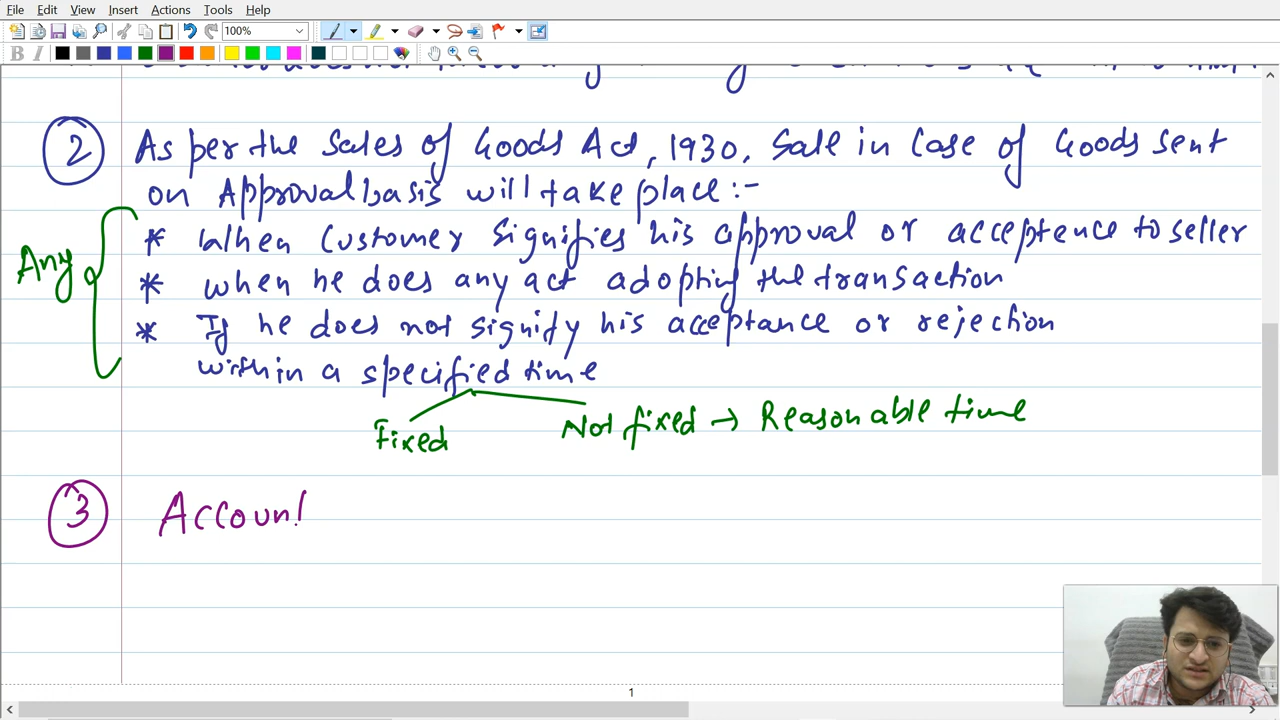 File Edit View Insert Actions Tools Help
100%
B I
2 As per the Sales of Goods Act, 1930, Sale in Case of Goods sent
on Approval basis will take place :-
Any
* When Customer signifies his approval or acceptence to seller
* when he does any act adopting the transaction
* If he does not signify his acceptance or rejection
within a specified time
Fixed Not fixed → Reasonable time
3 Accoun
1